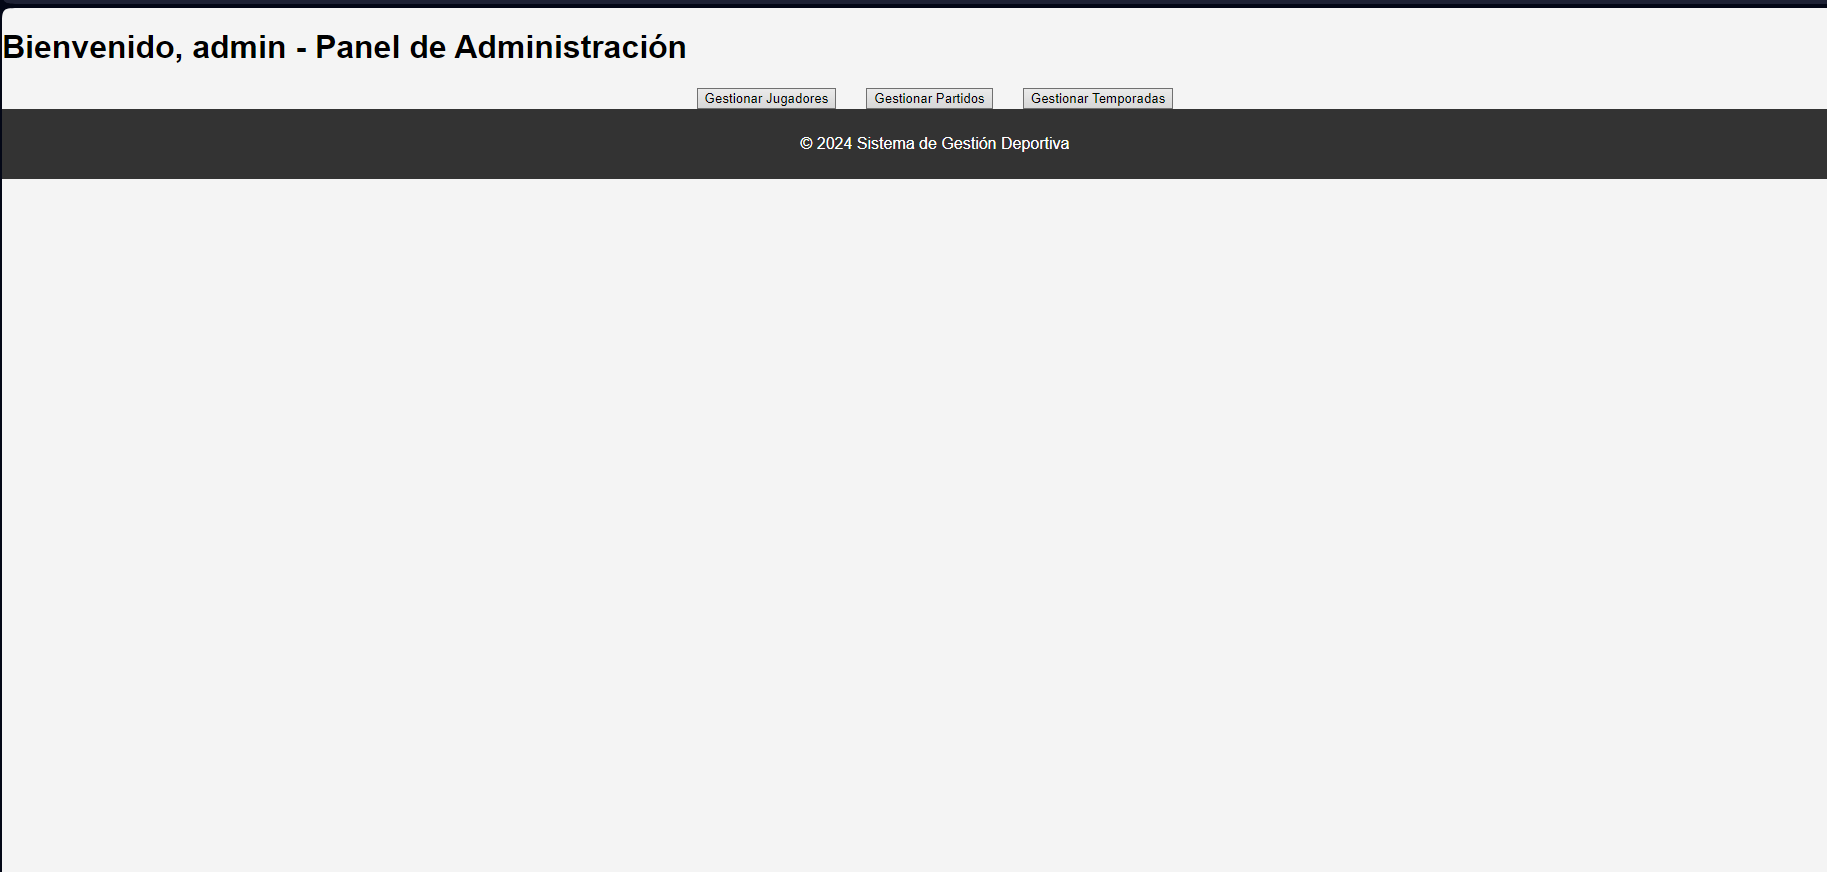 Bienvenido, admin - Panel de Administración
Gestionar Jugadores Gestionar Partidos Gestionar Temporadas
© 2024 Sistema de Gestión Deportiva